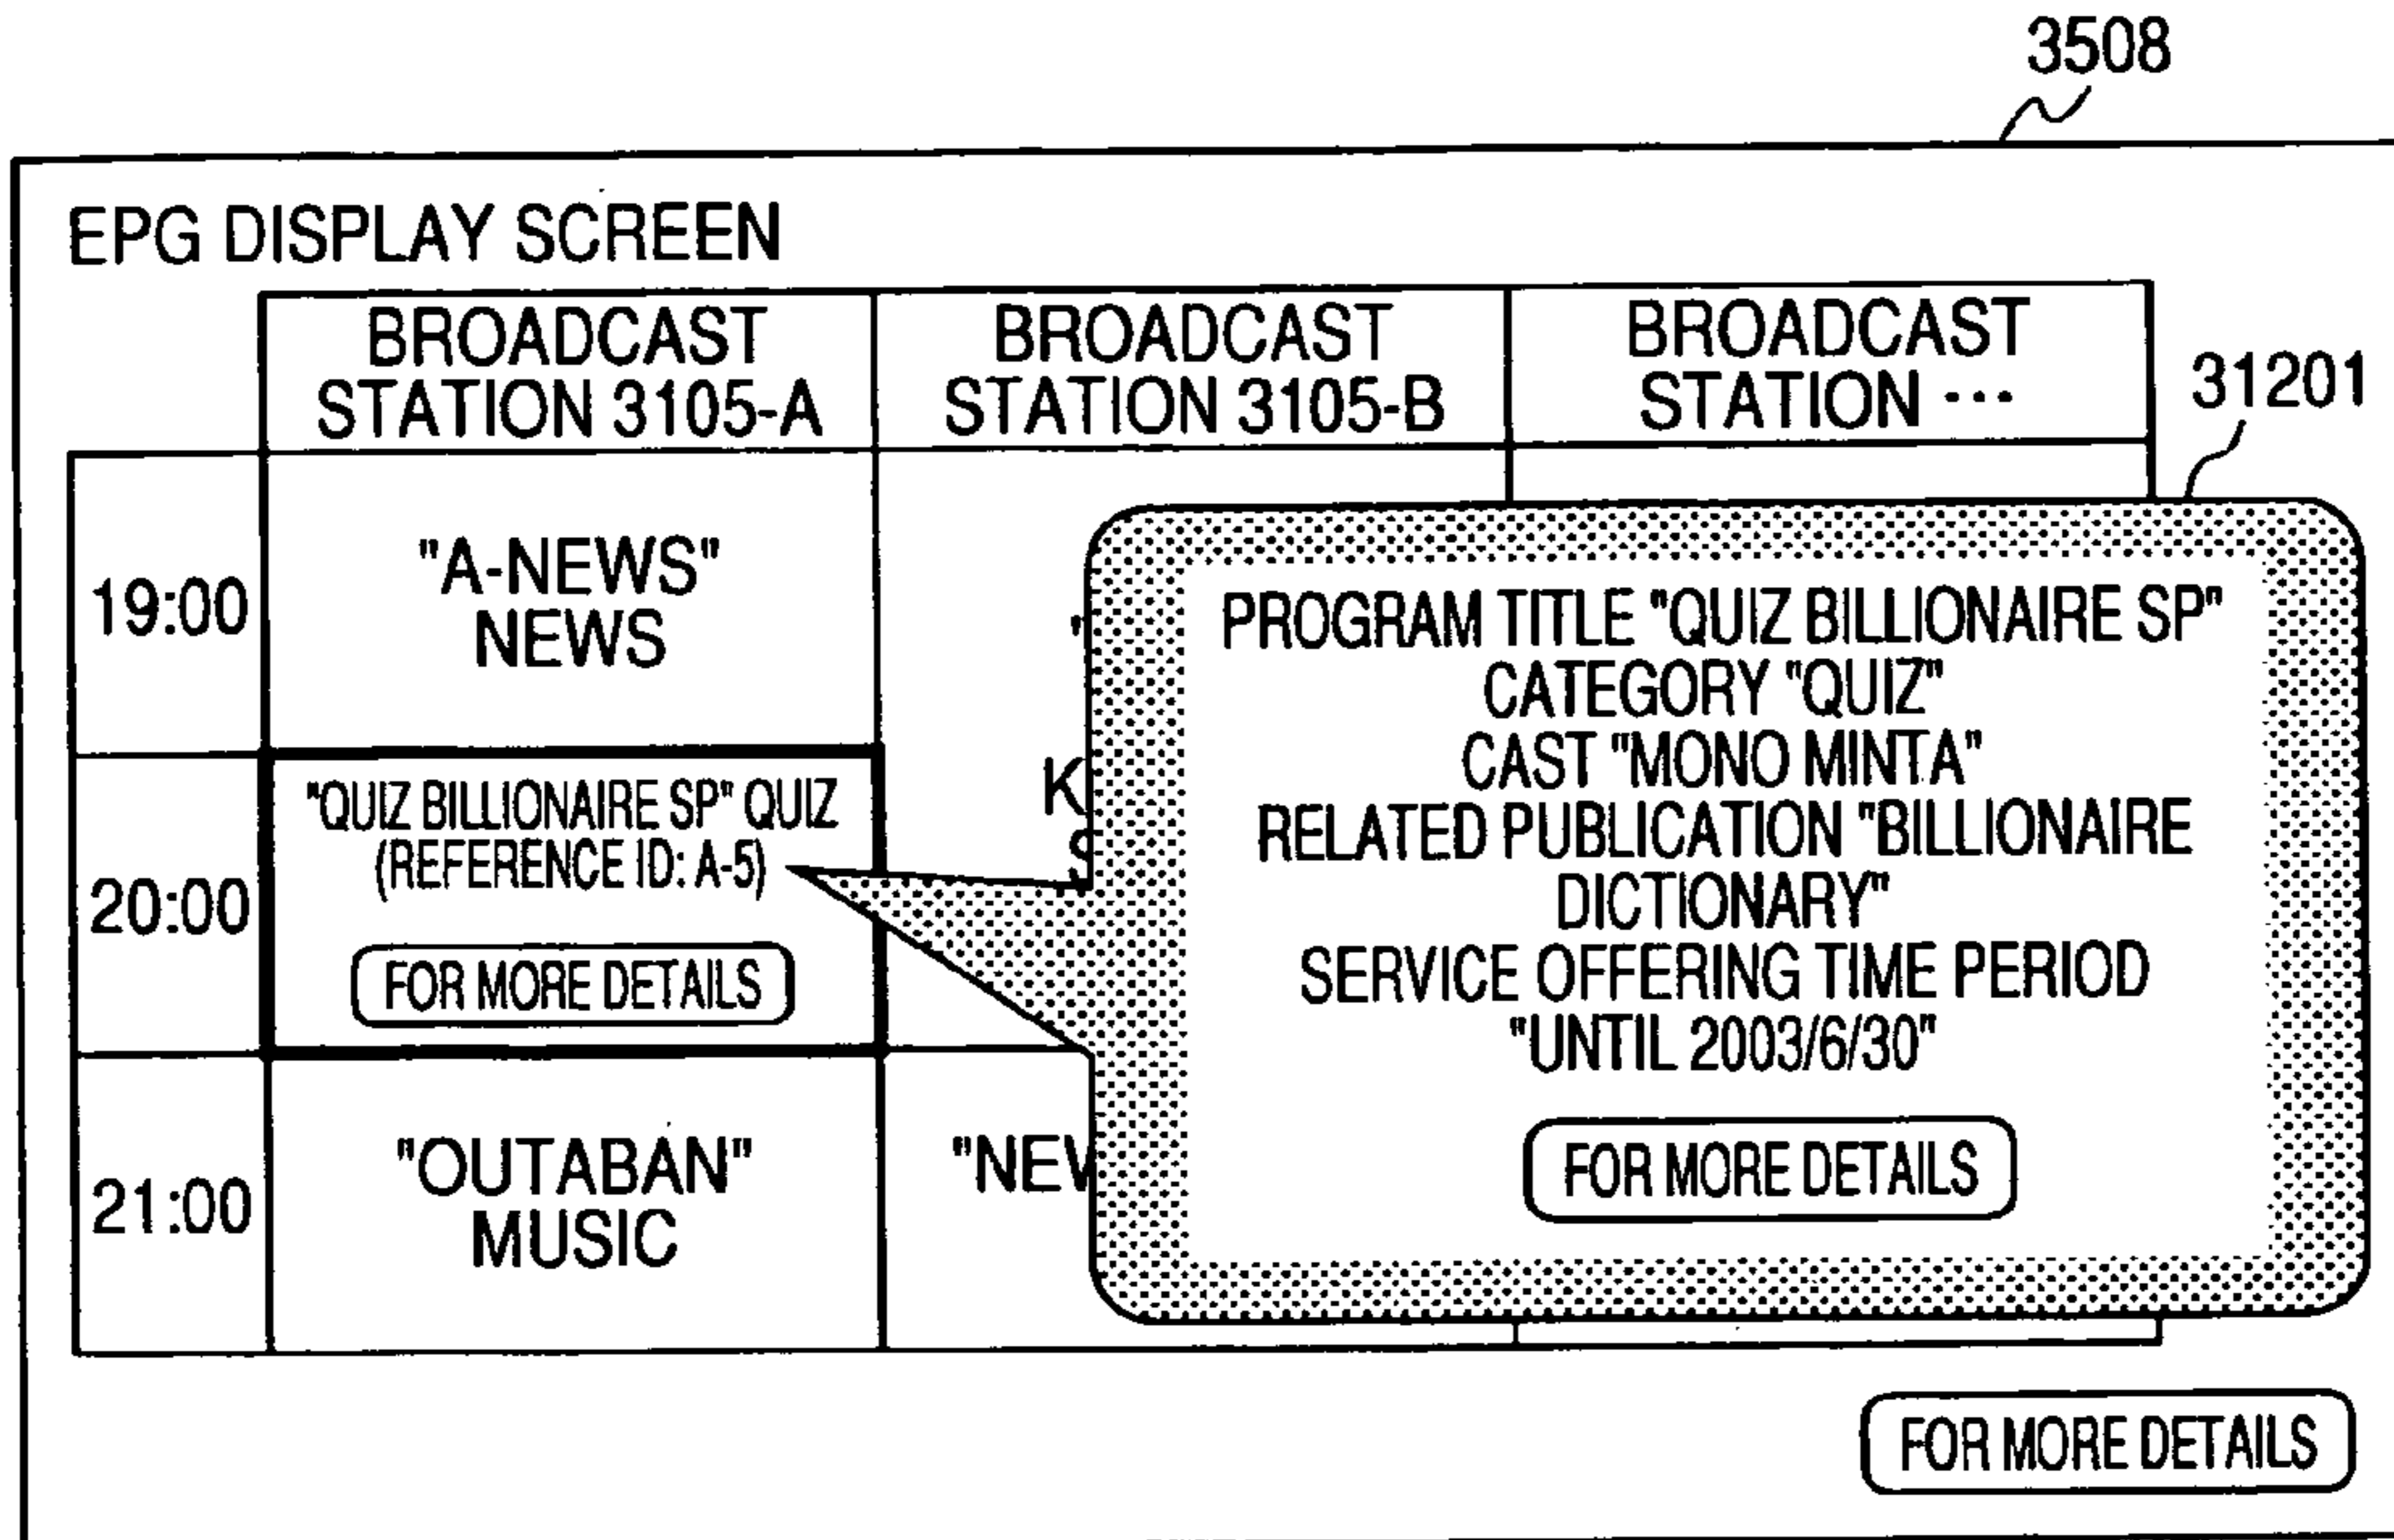 3508
EPG DISPLAY SCREEN
BROADCAST
STATION 3105-A
BROADCAST
STATION 3105-B
BROADCAST
STATION ...
31201
19:00
"A-NEWS"
NEWS
20:00
"QUIZ BILLIONAIRE SP" QUIZ
(REFERENCE ID: A-5)
FOR MORE DETAILS
K
21:00
"OUTABAN"
MUSIC
PROGRAM TITLE "QUIZ BILLIONAIRE SP"
CATEGORY "QUIZ"
CAST "MONO MINTA"
RELATED PUBLICATION "BILLIONAIRE
DICTIONARY"
SERVICE OFFERING TIME PERIOD
"UNTIL 2003/6/30"
FOR MORE DETAILS
FOR MORE DETAILS